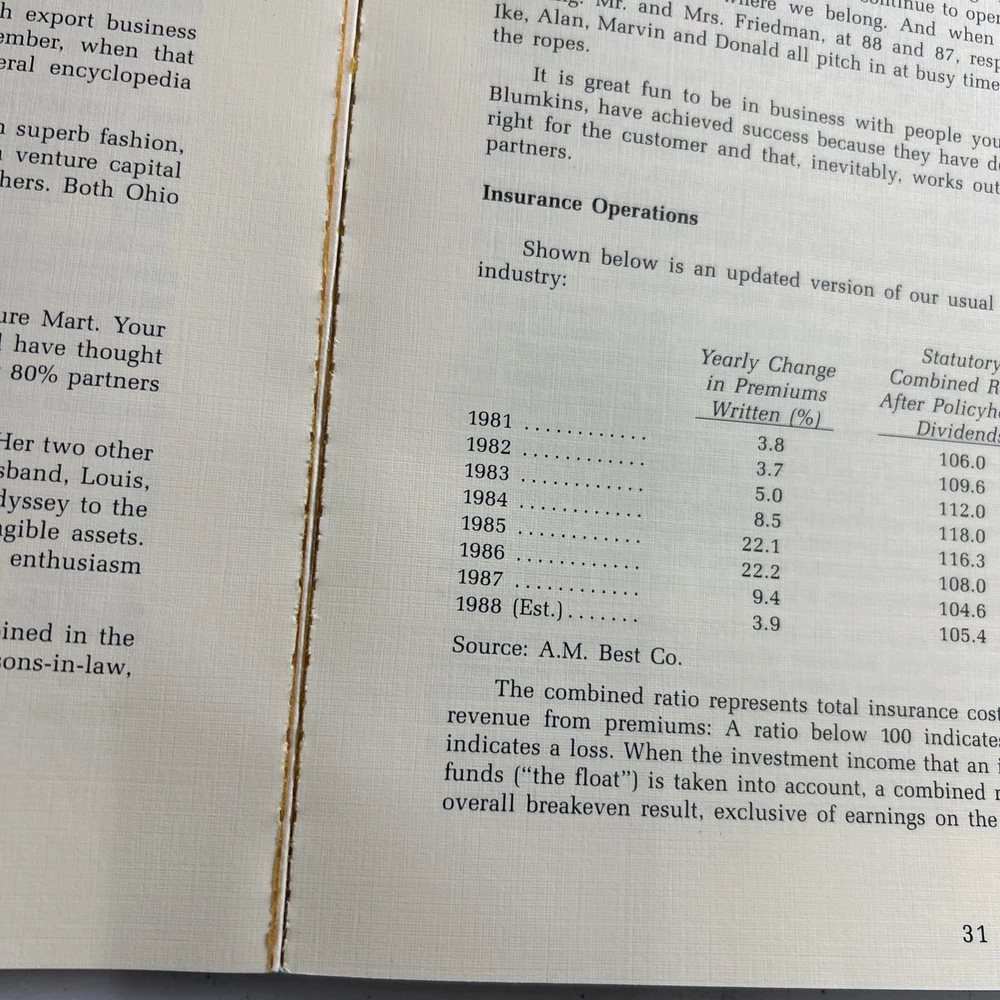 h export business
ember, when that
eral encyclopedia
superb fashion,
venture capital
hers. Both Ohio
ure Mart. Your
have thought
80% partners
Her two other
sband, Louis,
dyssey to the
ngible assets.
enthusiasm
ined in the
sons-in-law,
where we belong. And when
Mr. and Mrs. Friedman, at 88 and 87, resp
Ike, Alan, Marvin and Donald all pitch in at busy time
the ropes.
It is great fun to be in business with people you
Blumkins, have achieved success because they have d
right for the customer and that, inevitably, works out
partners.
Insurance Operations
Shown below is an updated version of our usual
industry:
Yearly Change in Premiums Written (%)
Statutory Combined R After Policyh Dividends
1981 ............ 3.8 106.0
1982 ............ 3.7 109.6
1983 ............ 5.0 112.0
1984 ............ 8.5 118.0
1985 ............ 22.1 116.3
1986 ............ 22.2 108.0
1987 ............ 9.4 104.6
1988 (Est.)....... 3.9 105.4
Source: A.M. Best Co.
The combined ratio represents total insurance cost
revenue from premiums: A ratio below 100 indicates
indicates a loss. When the investment income that an i
funds (“the float”) is taken into account, a combined r
overall breakeven result, exclusive of earnings on the
31